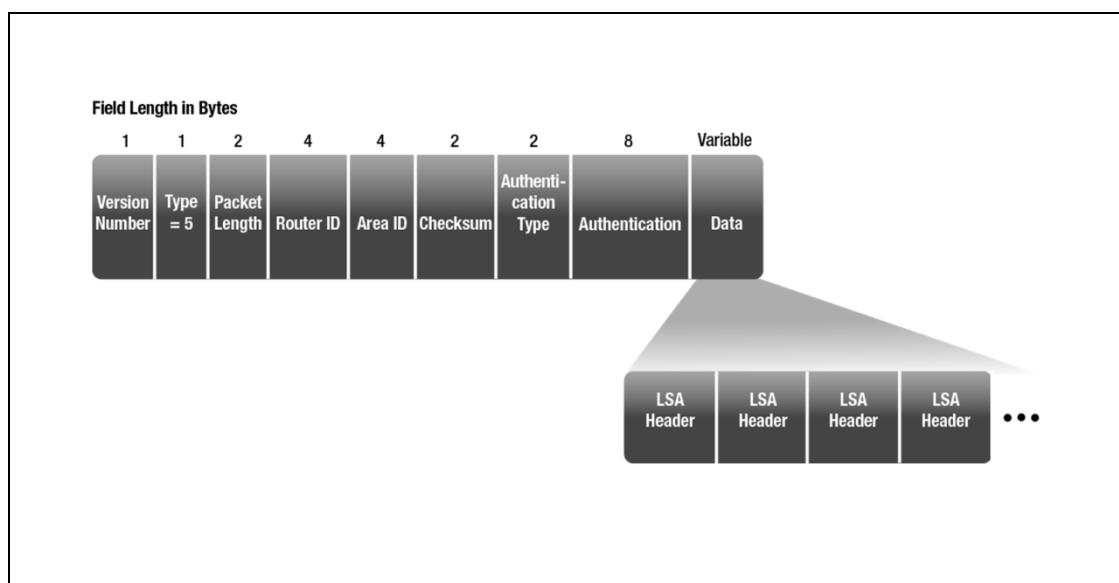 Field Length in Bytes
1 1 2 4 4 2 2 8 Variable
Version
Number
Type
= 5
Packet
Length
Router ID
Area ID
Checksum
Authenti-
cation
Type
Authentication
Data
LSA
Header
LSA
Header
LSA
Header
LSA
Header
•••